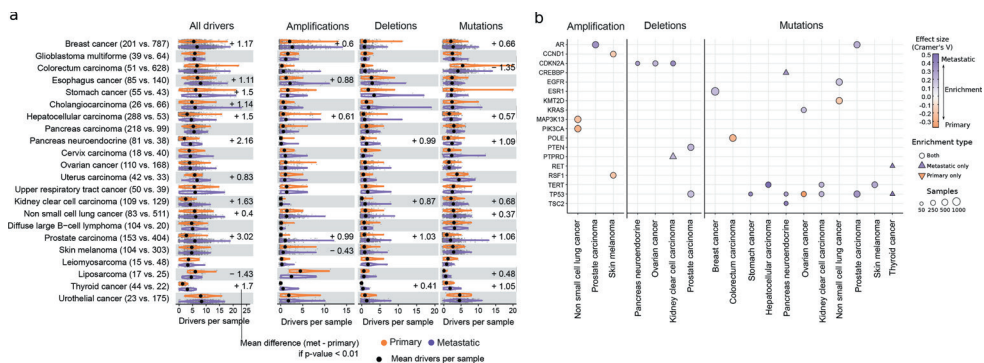 a
All drivers
Amplifications
Deletions
Mutations
Breast cancer (201 vs. 787)
+ 1.17
+ 0.6
+ 0.66
Glioblastoma multiforme (39 vs. 64)
Colorectum carcinoma (51 vs. 628)
− 1.35
Esophagus cancer (85 vs. 140)
+ 1.11
+ 0.88
Stomach cancer (55 vs. 43)
+ 1.5
Cholangiocarcinoma (26 vs. 66)
+ 1.14
Hepatocellular carcinoma (288 vs. 53)
+ 1.5
+ 0.61
+ 0.57
Pancreas carcinoma (218 vs. 99)
Pancreas neuroendocrine (81 vs. 38)
+ 2.16
+ 0.99
+ 1.09
Cervix carcinoma (18 vs. 40)
Ovarian cancer (110 vs. 168)
Uterus carcinoma (42 vs. 33)
+ 0.83
Upper respiratory tract cancer (50 vs. 39)
Kidney clear cell carcinoma (109 vs. 129)
+ 1.63
+ 0.87
+ 0.68
Non small cell lung cancer (83 vs. 511)
+ 0.4
+ 0.37
Diffuse large B−cell lymphoma (104 vs. 20)
Prostate carcinoma (153 vs. 404)
+ 3.02
+ 0.99
+ 1.03
+ 1.06
Skin melanoma (104 vs. 303)
− 0.43
Leiomyosarcoma (15 vs. 48)
Liposarcoma (17 vs. 25)
− 1.43
+ 0.48
Thyroid cancer (44 vs. 22)
+ 1.7
+ 0.41
+ 1.05
Urothelial cancer (23 vs. 175)
0 5 10 15 20
0 5 10 15 20
0 5 10 15 20
0 5 10 15 20
Drivers per sample
Drivers per sample
Drivers per sample
Drivers per sample
Mean difference (met - primary)
if p-value < 0.01
Primary
Metastatic
Mean drivers per sample
b
Amplification
Deletions
Mutations
AR
CCND1
CDKN2A
CREBBP
EGFR
ESR1
KMT2D
KRAS
MAP3K13
PIK3CA
POLE
PTEN
PTPRD
RET
RSF1
TERT
TP53
TSC2
Non small cell lung cancer
Prostate carcinoma
Skin melanoma
Pancreas neuroendocrine
Ovarian cancer
Kidney clear cell carcinoma
Breast cancer
Colorectum carcinoma
Stomach cancer
Hepatocellular carcinoma
Pancreas neuroendocrine
Ovarian cancer
Kidney clear cell carcinoma
Non small cell lung cancer
Prostate carcinoma
Skin melanoma
Thyroid cancer
Effect size
(Cramer's V)
Metastatic
0.5
0.4
0.3
0.2
0.1
0.0
-0.1
-0.2
-0.3
Enrichment
Primary
Enrichment type
Both
Metastatic only
Primary only
Samples
50 250 500 1000